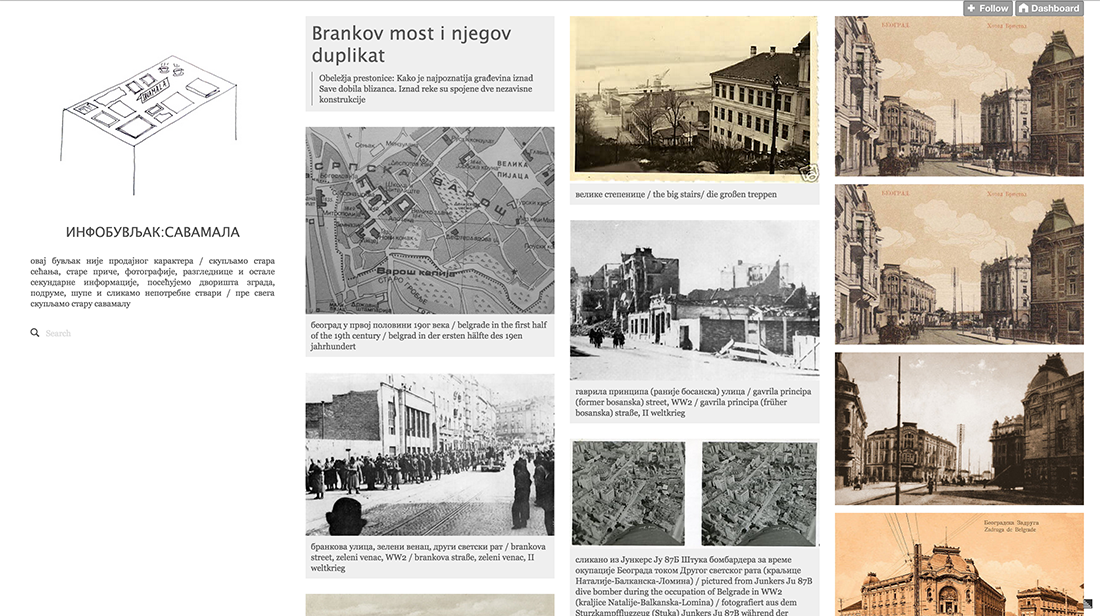 Follow
Dashboard
ИНФОБУВЉАК:САВАМАЛА
овај бувљак није продајног карактера / скупљамо стара
сећања, старе приче, фотографије, разгледнице и остале
секундарне информације, посећујемо дворишта зграда,
подруме, шупе и сликамо непотребне ствари / пре свега
скупљамо стару савамалу
Search
Brankov most i njegov
duplikat
Obeležja prestonice: Kako je najpoznatija građevina iznad
Save dobila blizanca. Iznad reke su spojene dve nezavisne
konstrukcije
СРПСКА ВАРОШ
ВЕЛИКА
ПИЈАЦА
Варош капија
СТАРО
ГРОБЉЕ
београд у првој половини 19ог века / belgrade in the first half
of the 19th century / belgrad in der ersten hälfte des 19en
jahrhundert
бранкова улица, зелени венац, други светски рат / brankova
street, zeleni venac, WW2 / brankova straße, zeleni venac, II
weltkrieg
велике степенице / the big stairs/ die großen treppen
гаврила принципа (раније босанска) улица / gavrila principa
(former bosanska) street, WW2 / gavrila principa (früher
bosanska) straße, II weltkrieg
сликано из Јункерс Ју 87Б Штука бомбардера за време
окупације Београда током Другог светског рата (краљице
Наталије-Балканска-Ломина) / pictured from Junkers Ju 87B
dive bomber during the occupation of Belgrade in WW2
(kraljice Natalije-Balkanska-Lomina) / fotografiert aus dem
Sturzkampfflugzeug (Stuka) Junkers Ju 87B während der
БЕОГРАД
БЕОГРАД
Београдска Задруга
Zadruga de Belgrade